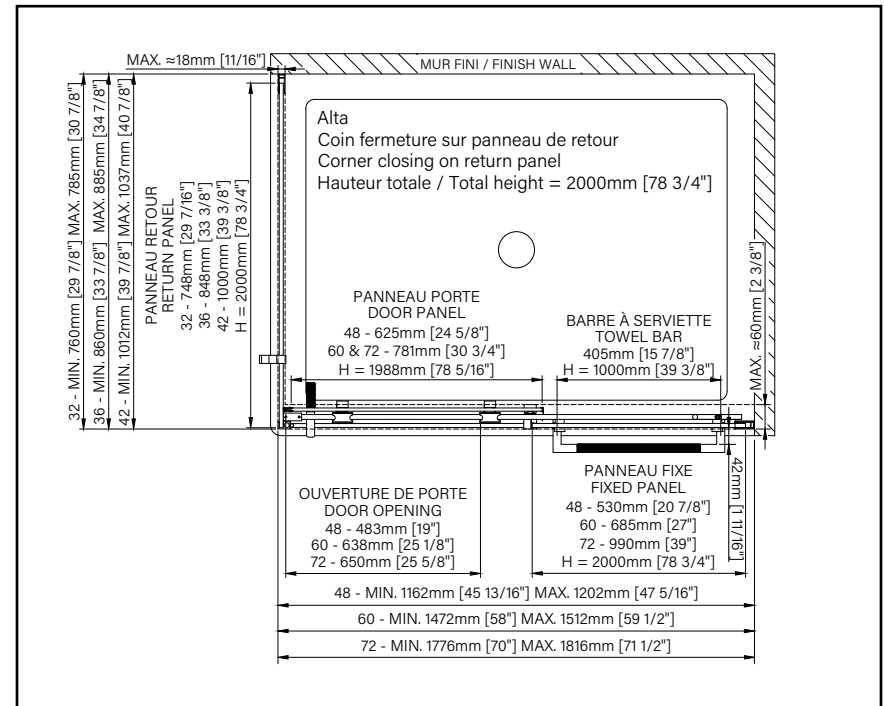 MAX. ≈18mm [11/16"]
MUR FINI / FINISH WALL
Alta
Coin fermeture sur panneau de retour
Corner closing on return panel
Hauteur totale / Total height = 2000mm [78 3/4"]
32 - MIN. 760mm [29 7/8"] MAX. 785mm [30 7/8"]
36 - MIN. 860mm [33 7/8"] MAX. 885mm [34 7/8"]
42 - MIN. 1012mm [39 7/8"] MAX. 1037mm [40 7/8"]
PANNEAU RETOUR
RETURN PANEL
32 - 748mm [29 7/16"]
36 - 848mm [33 3/8"]
42 - 1000mm [39 3/8"]
H = 2000mm [78 3/4"]
PANNEAU PORTE
DOOR PANEL
48 - 625mm [24 5/8"]
60 & 72 - 781mm [30 3/4"]
H = 1988mm [78 5/16"]
BARRE À SERVIETTE
TOWEL BAR
405mm [15 7/8"]
H = 1000mm [39 3/8"]
MAX. ≈60mm [2 3/8"]
OUVERTURE DE PORTE
DOOR OPENING
48 - 483mm [19"]
60 - 638mm [25 1/8"]
72 - 650mm [25 5/8"]
PANNEAU FIXE
FIXED PANEL
48 - 530mm [20 7/8"]
60 - 685mm [27"]
72 - 990mm [39"]
H = 2000mm [78 3/4"]
42mm [1 11/16"]
48 - MIN. 1162mm [45 13/16"] MAX. 1202mm [47 5/16"]
60 - MIN. 1472mm [58"] MAX. 1512mm [59 1/2"]
72 - MIN. 1776mm [70"] MAX. 1816mm [71 1/2"]